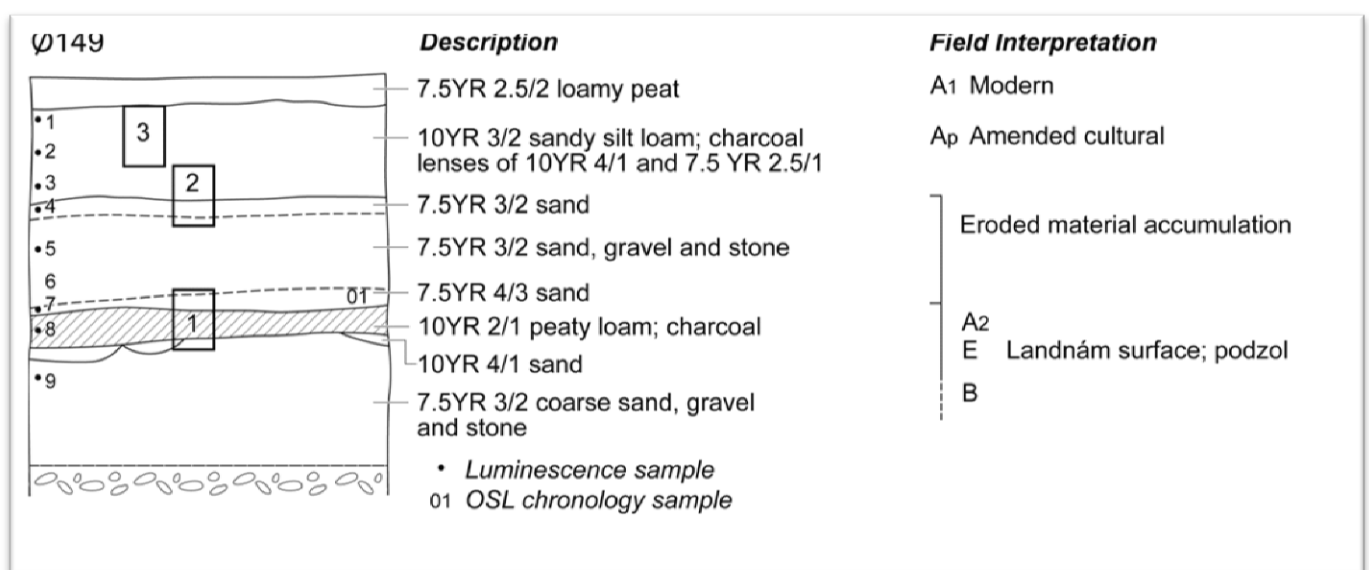 Ø149
Description
Field Interpretation
7.5YR 2.5/2 loamy peat
A1 Modern
•1
3
10YR 3/2 sandy silt loam; charcoal
lenses of 10YR 4/1 and 7.5 YR 2.5/1
Ap Amended cultural
•2
•3
2
•4
7.5YR 3/2 sand
Eroded material accumulation
•5
7.5YR 3/2 sand, gravel and stone
6
01
7.5YR 4/3 sand
•7
1
•8
10YR 2/1 peaty loam; charcoal
A2
E Landnám surface; podzol
10YR 4/1 sand
•9
B
7.5YR 3/2 coarse sand, gravel
and stone
• Luminescence sample
01 OSL chronology sample